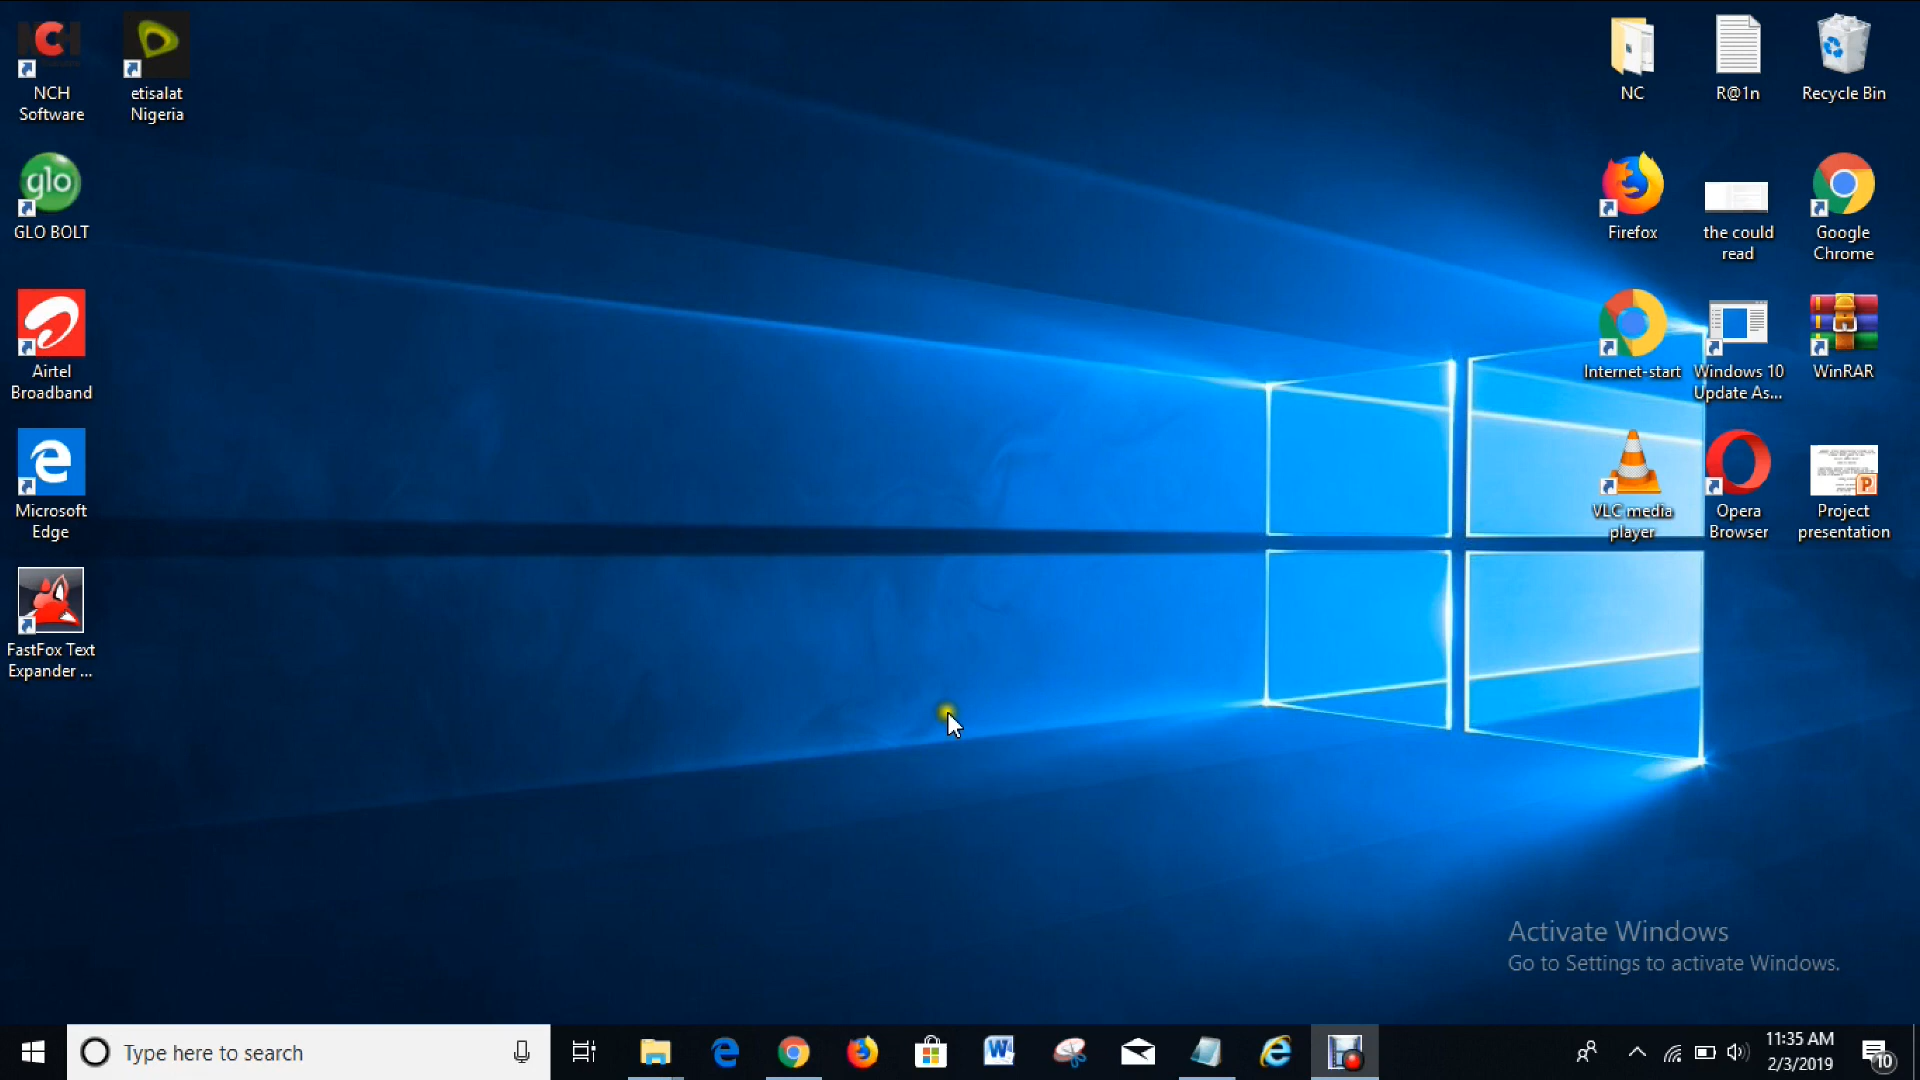 NCH
Software
etisalat
Nigeria
glo
GLO BOLT
Airtel
Broadband
Microsoft
Edge
FastFox Text
Expander ...
NC
R@1n
Recycle Bin
Firefox
the could
read
Google
Chrome
Internet-start
Windows 10
Update As...
WinRAR
VLC media
player
Opera
Browser
Project
presentation
Activate Windows
Go to Settings to activate Windows.
Type here to search
11:35 AM
2/3/2019
10